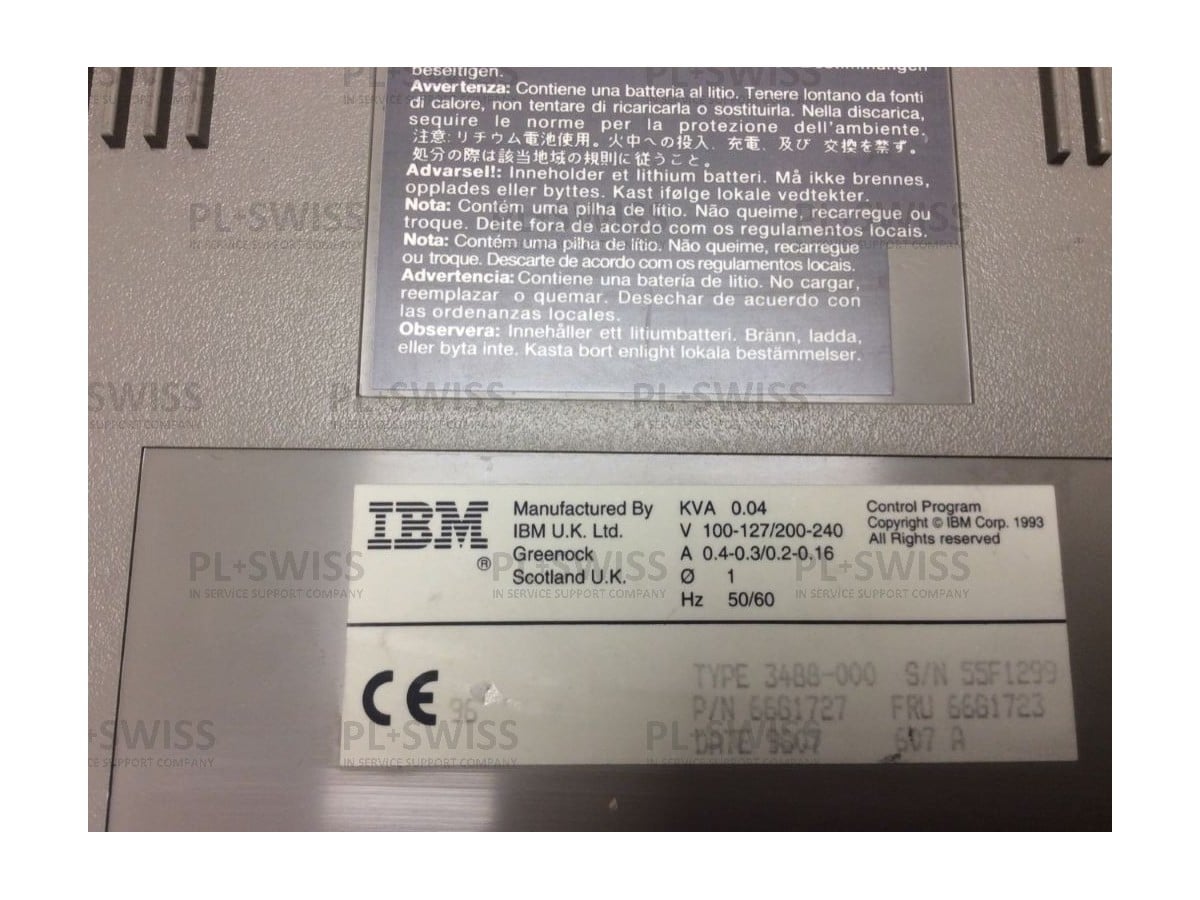 beseitigen.
Avvertenza: Contiene una batteria al litio. Tenere lontano da fonti
di calore, non tentare di ricaricarla o sostituirla. Nella discarica,
sequire le norme per la protezione dell'ambiente.
注意: リチウム電池使用。火中への投入、充電、及び 交換を禁ず。
処分の際は該当地域の規則に従うこと。
Advarsel!: Inneholder et lithium batteri. Må ikke brennes,
opplades eller byttes. Kast ifølge lokale vedtekter.
Nota: Contém uma pilha de lítio. Não queime, recarregue ou
troque. Deite fora de acordo com os regulamentos locais.
Nota: Contém uma pilha de lítio. Não queime, recarregue
ou troque. Descarte de acordo com os regulamentos locais.
Advertencia: Contiene una batería de litio. No cargar,
reemplazar o quemar. Desechar de acuerdo con
las ordenanzas locales.
Observera: Innehåller ett litiumbatteri. Bränn, ladda,
eller byta inte. Kasta bort enlight lokala bestämmelser.
IBM ®
Manufactured By
IBM U.K. Ltd.
Greenock
Scotland U.K.
KVA 0.04
V 100-127/200-240
A 0.4-0.3/0.2-0.16
Ø 1
Hz 50/60
Control Program
Copyright © IBM Corp. 1993
All Rights reserved
CE 96
TYPE 3488-000 S/N 55F1299
P/N 66G1727 FRU 66G1723
DATE 9607 607 A
PL+SWISS
IN SERVICE SUPPORT COMPANY